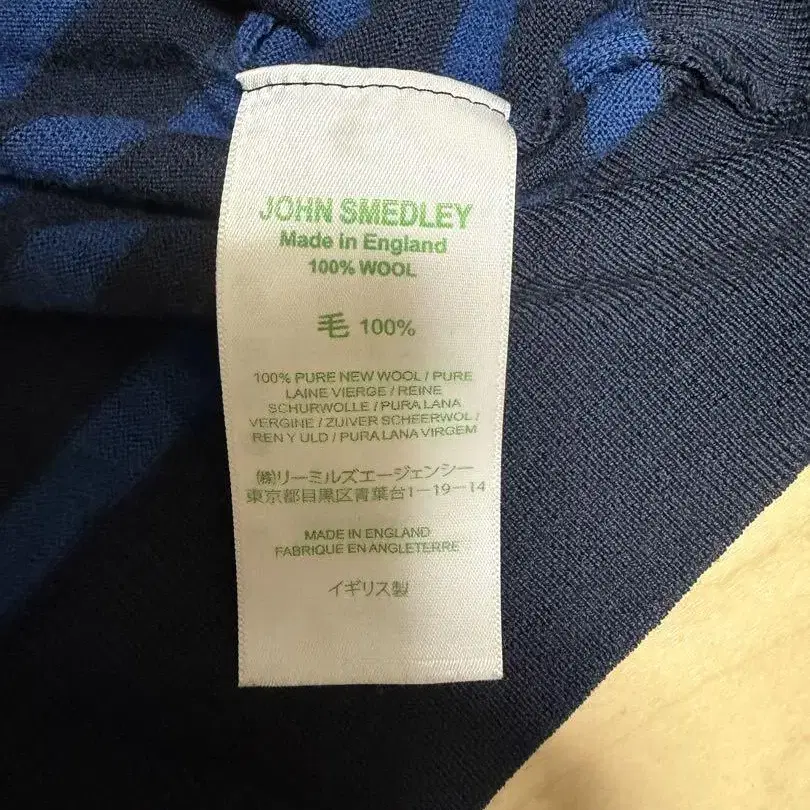 JOHN SMEDLEY
Made in England
100% WOOL
毛 100%
100% PURE NEW WOOL / PURE
LAINE VIERGE / REINE
SCHURWOLLE / PURA LANA
VERGINE / ZUIVER SCHEERWOL /
REN Y ULD / PURA LANA VIRGEM
㈱リーミルズエージェンシー
東京都目黒区青葉台1-19-14
MADE IN ENGLAND
FABRIQUE EN ANGLETERRE
イギリス製